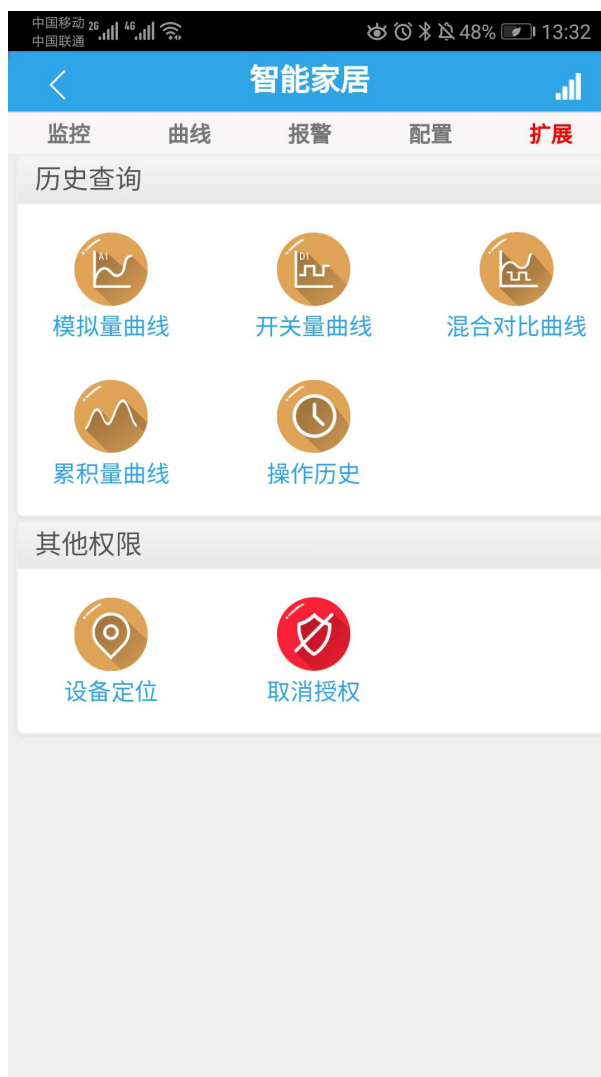 中国移动 2G 4G
中国联通
48% 13:32
智能家居
监控 曲线 报警 配置 扩展
历史查询
A1 D1
模拟量曲线 开关量曲线 混合对比曲线
累积量曲线 操作历史
其他权限
设备定位 取消授权